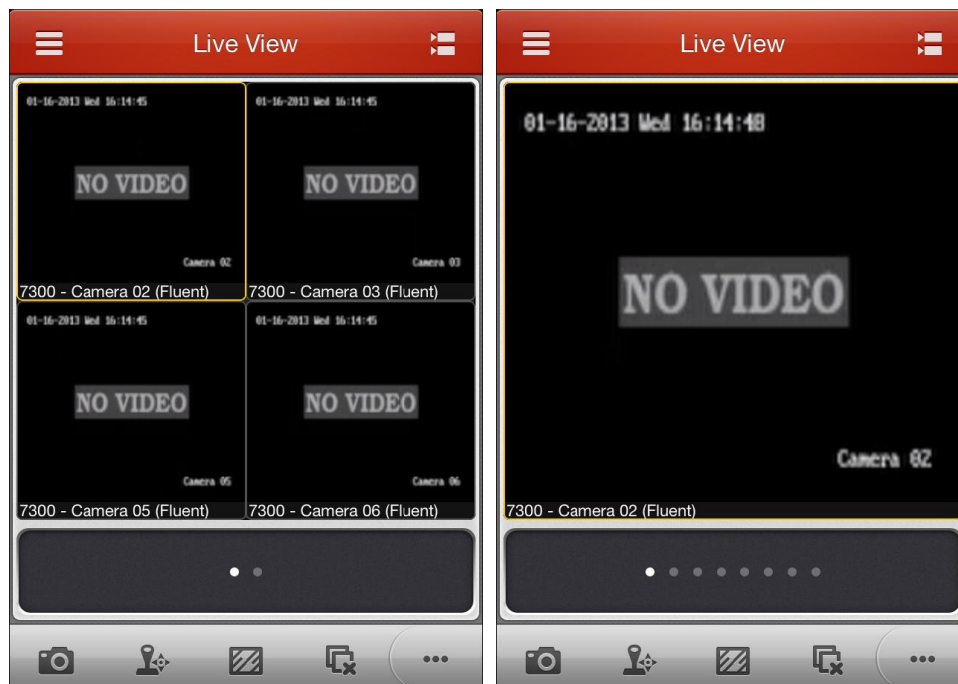 Live View
01-16-2013 Wed 16:14:45
NO VIDEO
Camera 02
7300 - Camera 02 (Fluent)
01-16-2013 Wed 16:14:45
NO VIDEO
Camera 03
7300 - Camera 03 (Fluent)
01-16-2013 Wed 16:14:45
NO VIDEO
Camera 05
7300 - Camera 05 (Fluent)
01-16-2013 Wed 16:14:45
NO VIDEO
Camera 06
7300 - Camera 06 (Fluent)
Live View
01-16-2013 Wed 16:14:48
NO VIDEO
Camera 02
7300 - Camera 02 (Fluent)